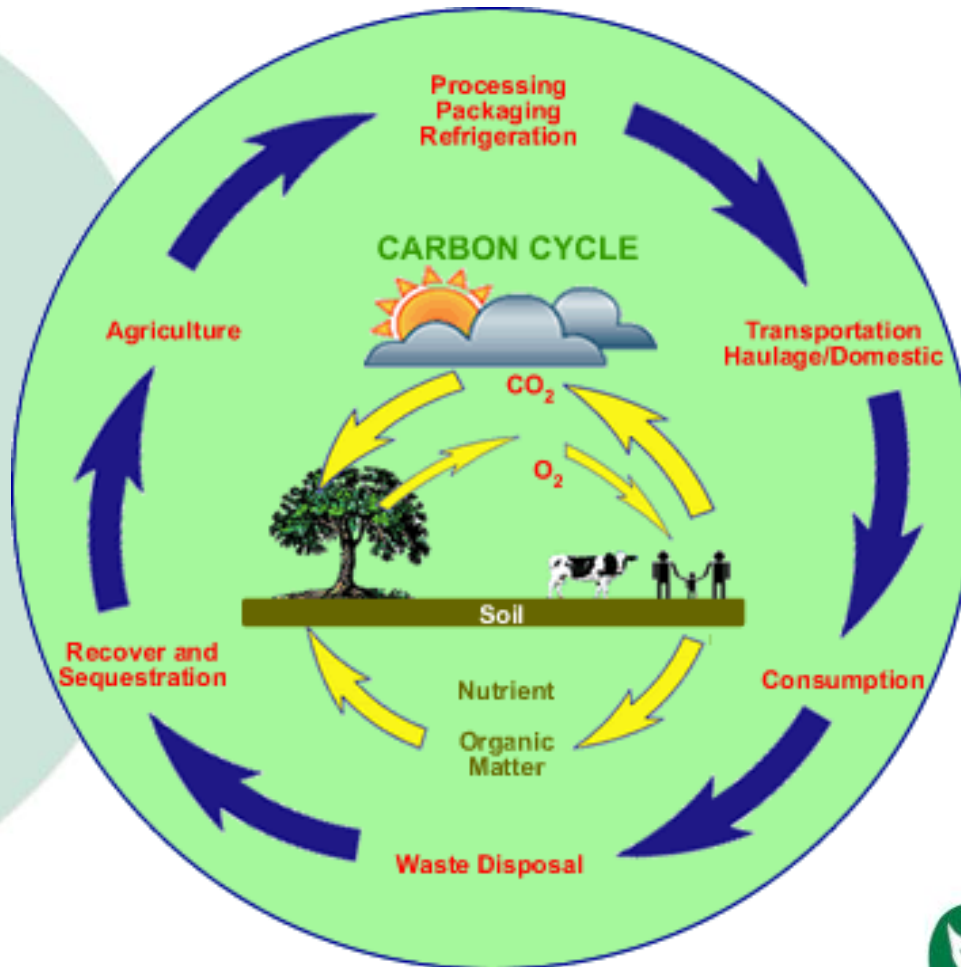 Processing
Packaging
Refrigeration
CARBON CYCLE
Agriculture
Transportation
Haulage/Domestic
CO₂
O₂
Soil
Recover and
Sequestration
Nutrient
Consumption
Organic
Matter
Waste Disposal